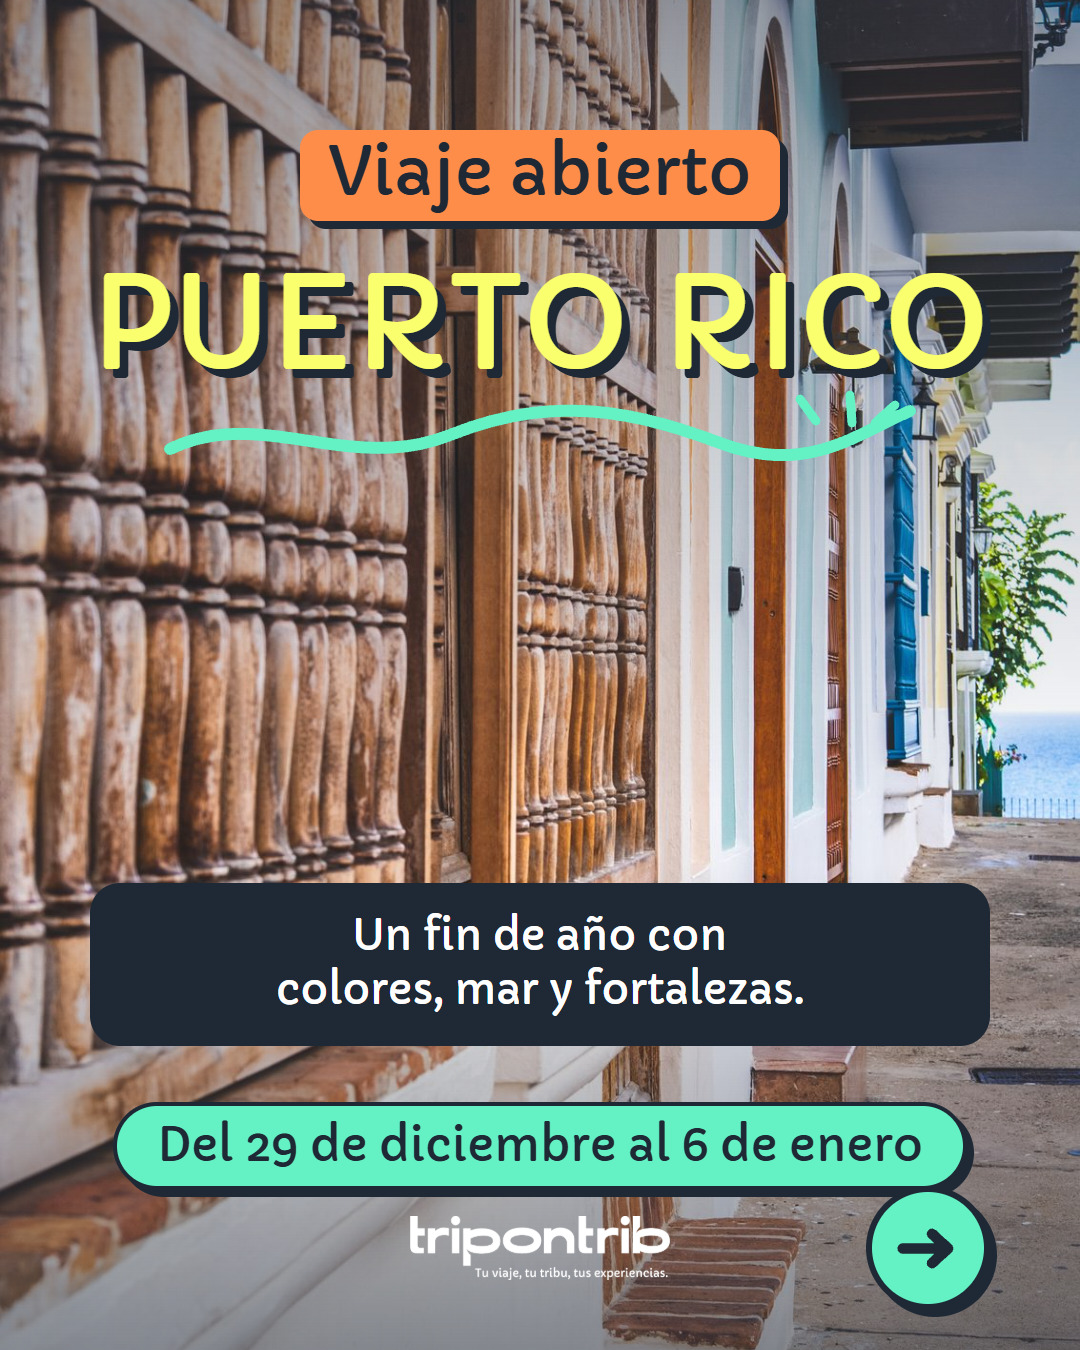 Viaje abierto
PUERTO RICO
Un fin de año con
colores, mar y fortalezas.
Del 29 de diciembre al 6 de enero
tripontrib
Tu viaje, tu tribu, tus experiencias.